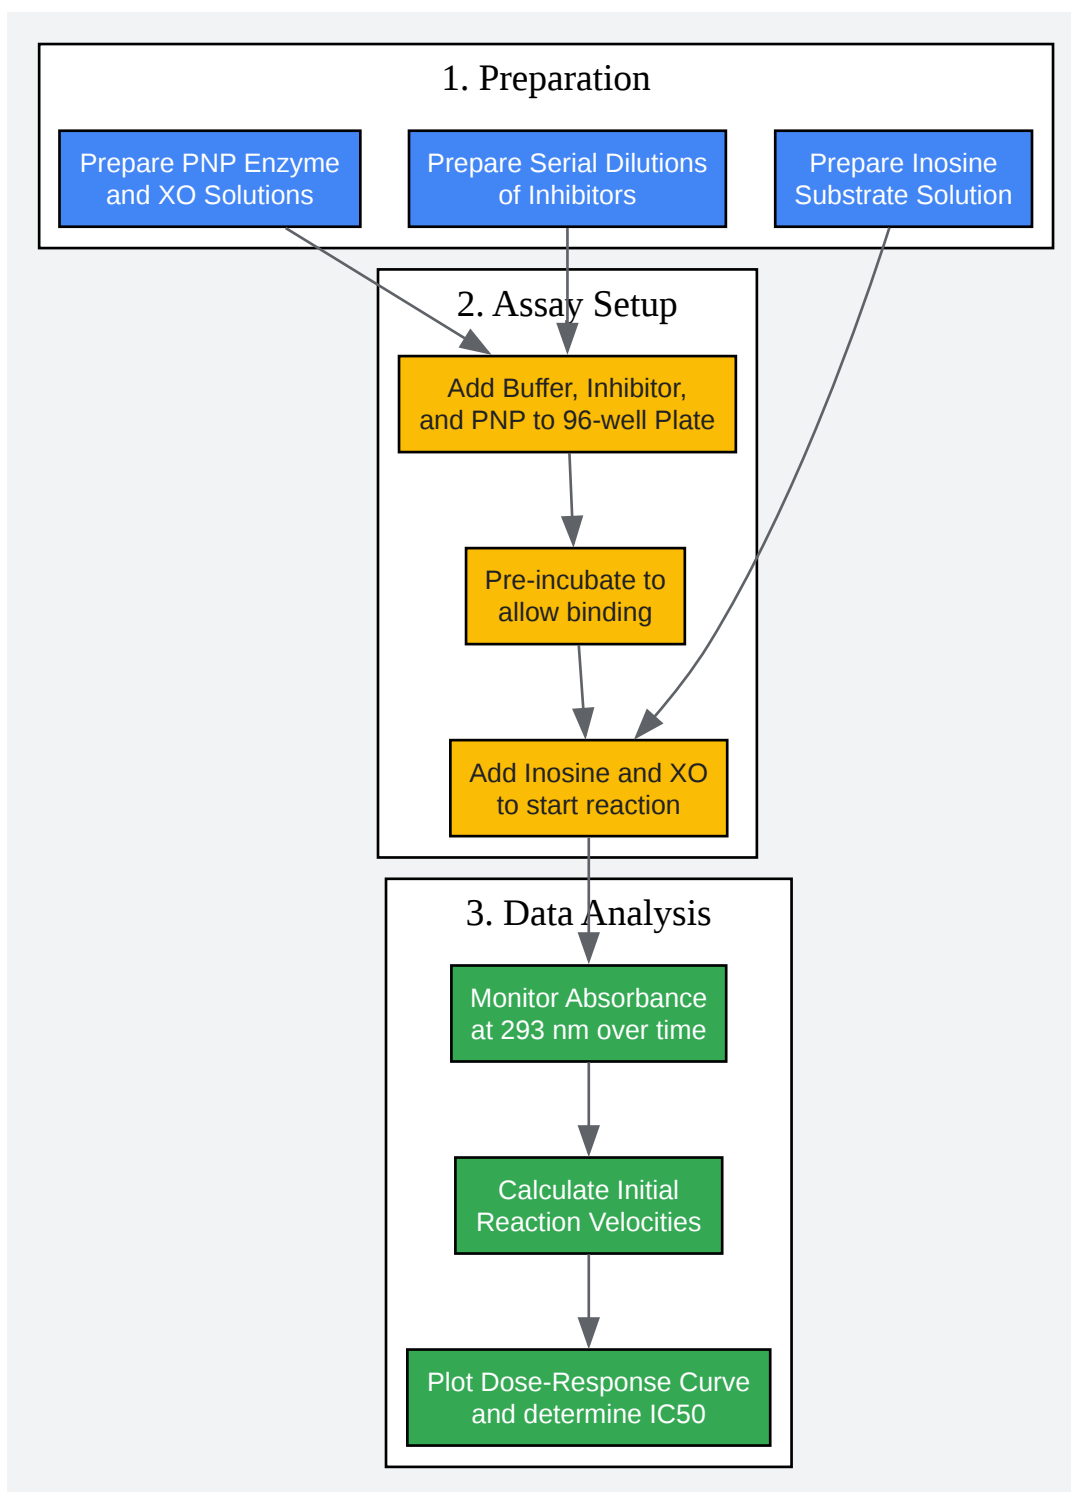 1. Preparation
Prepare PNP Enzyme
and XO Solutions
Prepare Serial Dilutions
of Inhibitors
Prepare Inosine
Substrate Solution
2. Assay Setup
Add Buffer, Inhibitor,
and PNP to 96-well Plate
Pre-incubate to
allow binding
Add Inosine and XO
to start reaction
3. Data Analysis
Monitor Absorbance
at 293 nm over time
Calculate Initial
Reaction Velocities
Plot Dose-Response Curve
and determine IC50